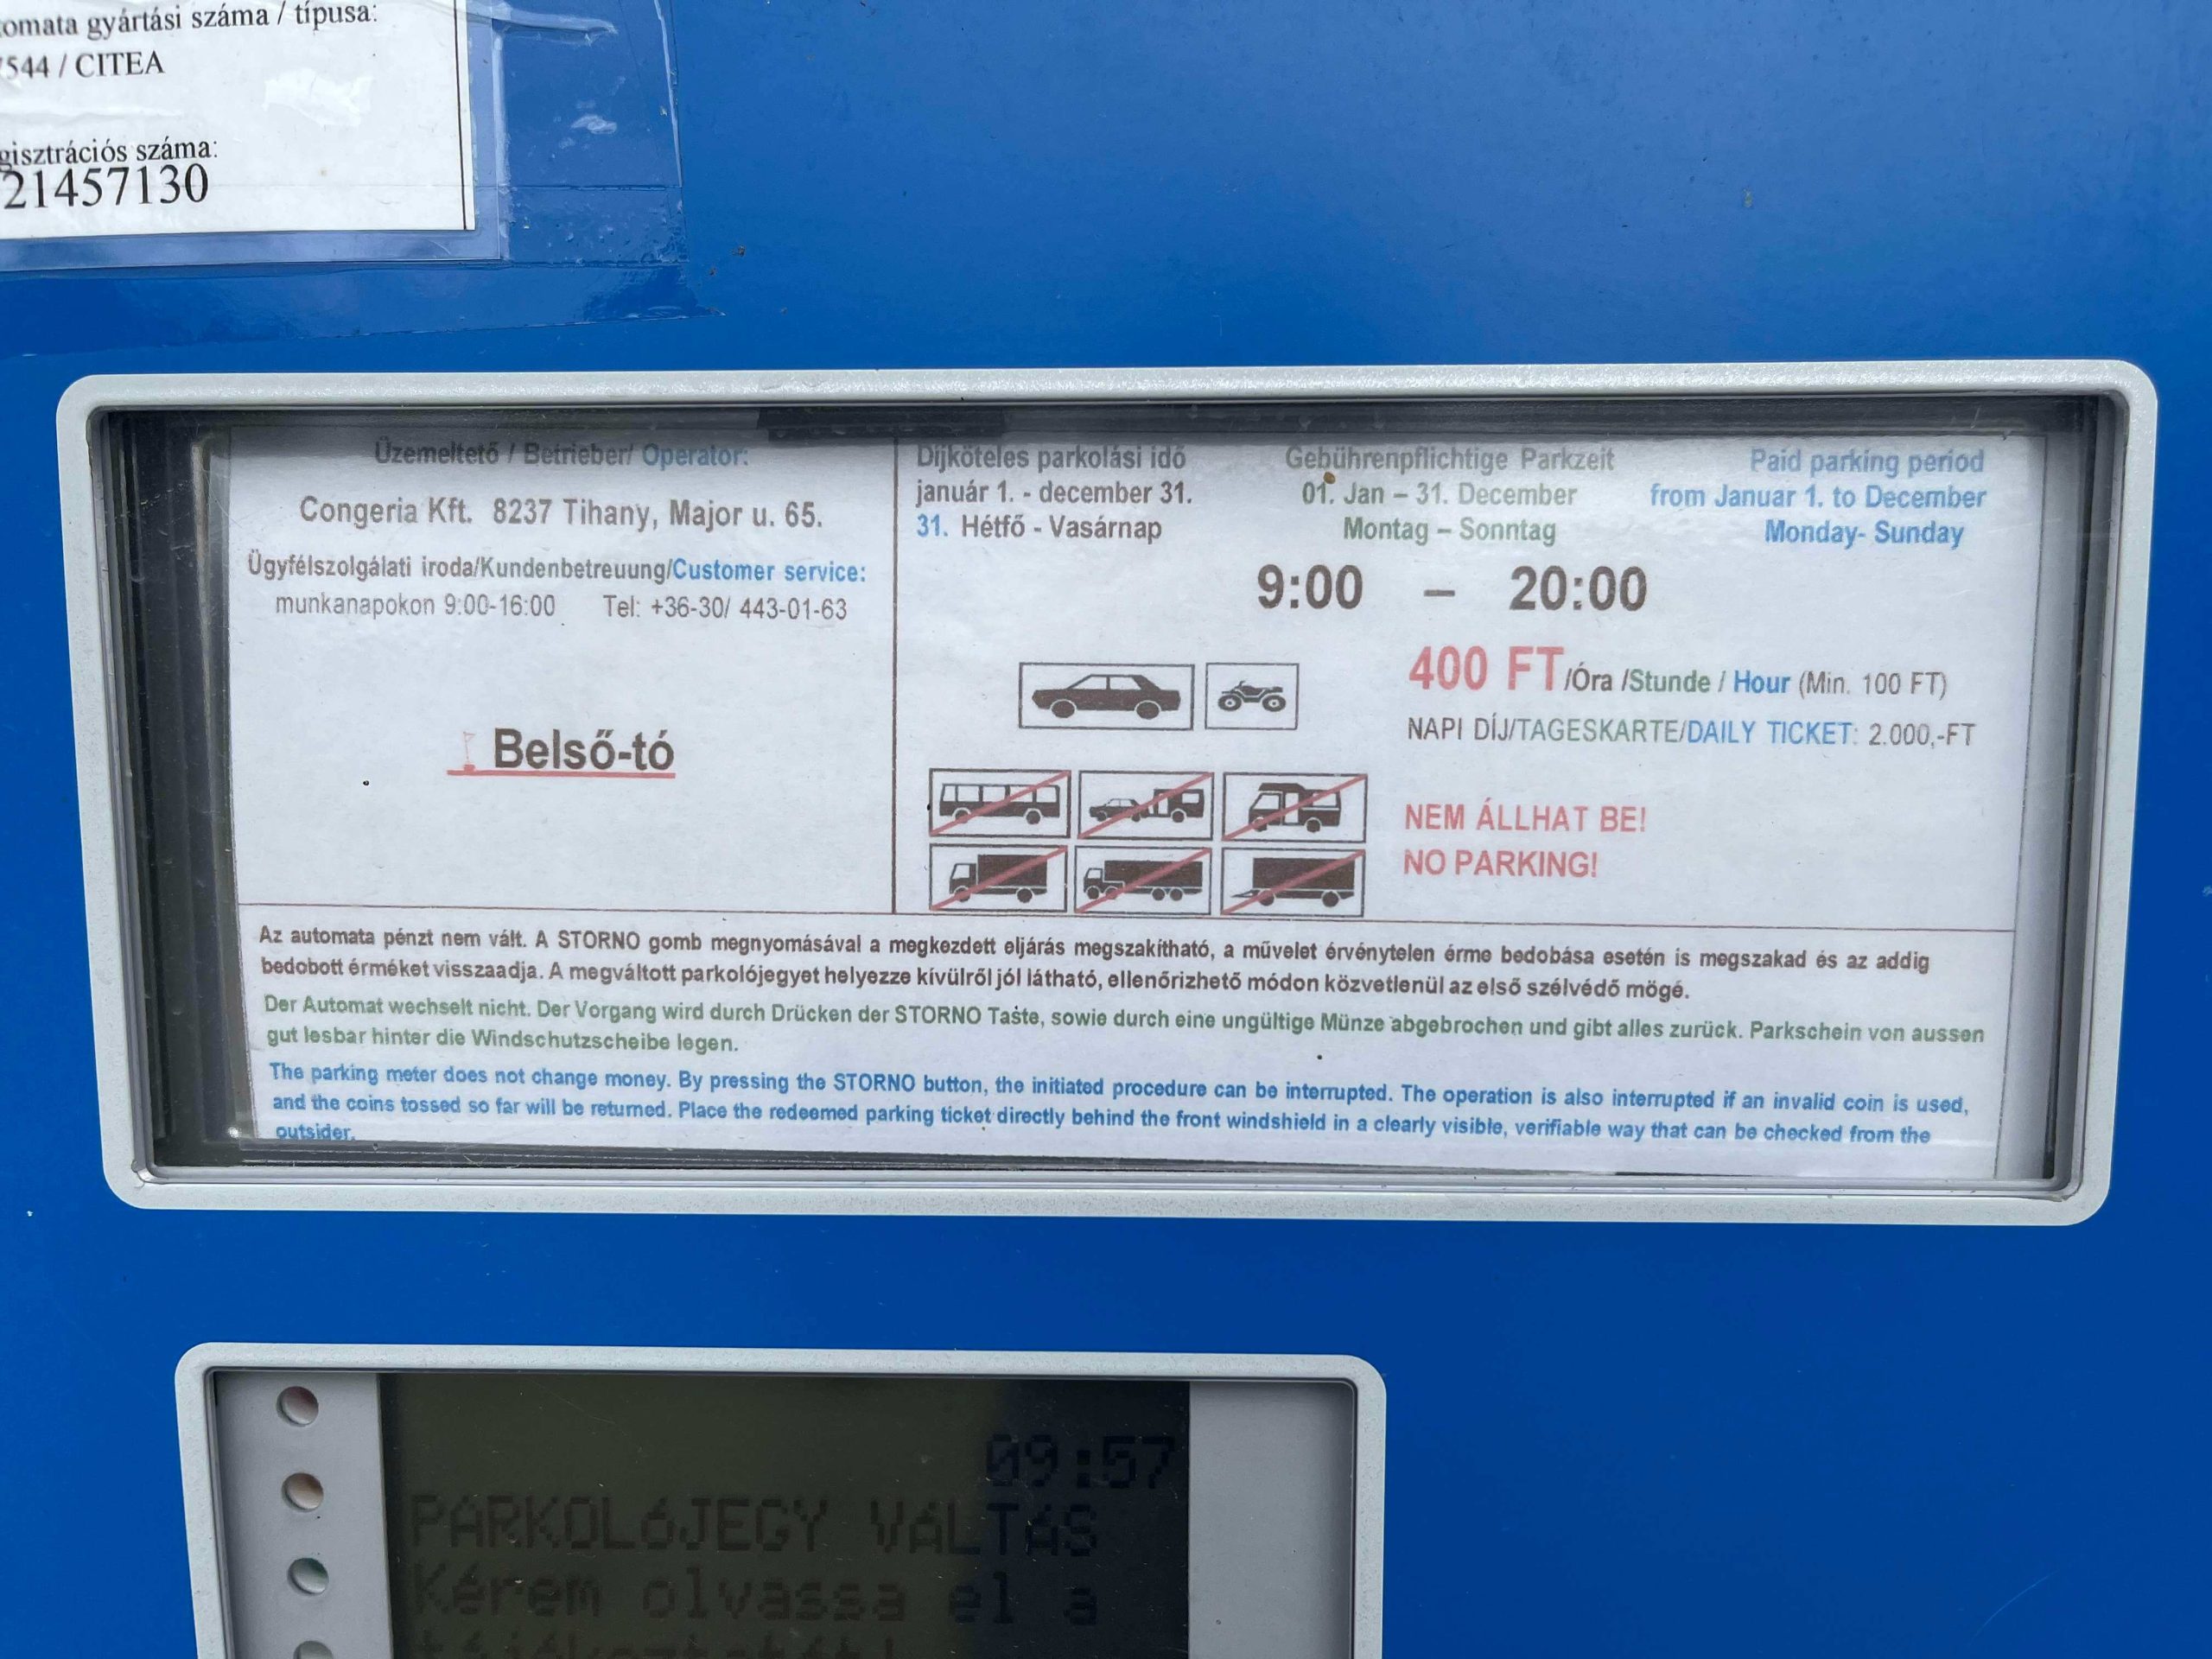 omata gyártási száma / típusa:
544 / CITEA
gisztrációs száma:
21457130
Üzemeltető / Betrieber/ Operator:
Congeria Kft. 8237 Tihany, Major u. 65.
Ügyfélszolgálati iroda/Kundenbetreuung/Customer service:
munkanapokon 9:00-16:00 Tel: +36-30/ 443-01-63
Belső-tó
Díjköteles parkolási idő
január 1. - december 31.
31. Hétfő - Vasárnap
Gebührenpflichtige Parkzeit
01. Jan – 31. December
Montag – Sonntag
Paid parking period
from Januar 1. to December
Monday- Sunday
9:00 – 20:00
400 FT/Óra /Stunde / Hour (Min. 100 FT)
NAPI DÍJ/TAGESKARTE/DAILY TICKET: 2.000,-FT
NEM ÁLLHAT BE!
NO PARKING!
Az automata pénzt nem vált. A STORNO gomb megnyomásával a megkezdett eljárás megszakítható, a művelet érvénytelen érme bedobása esetén is megszakad és az addig
bedobott érméket visszaadja. A megváltott parkolójegyet helyezze kívülről jól látható, ellenőrizhető módon közvetlenül az első szélvédő mögé.
Der Automat wechselt nicht. Der Vorgang wird durch Drücken der STORNO Taste, sowie durch eine ungültige Münze abgebrochen und gibt alles zurück. Parkschein von aussen
gut lesbar hinter die Windschutzscheibe legen.
The parking meter does not change money. By pressing the STORNO button, the initiated procedure can be interrupted. The operation is also interrupted if an invalid coin is used,
and the coins tossed so far will be returned. Place the redeemed parking ticket directly behind the front windshield in a clearly visible, verifiable way that can be checked from the
outsider.
09:57
PARKOLóJEGY VáLTáS
Kérem olvassa el a